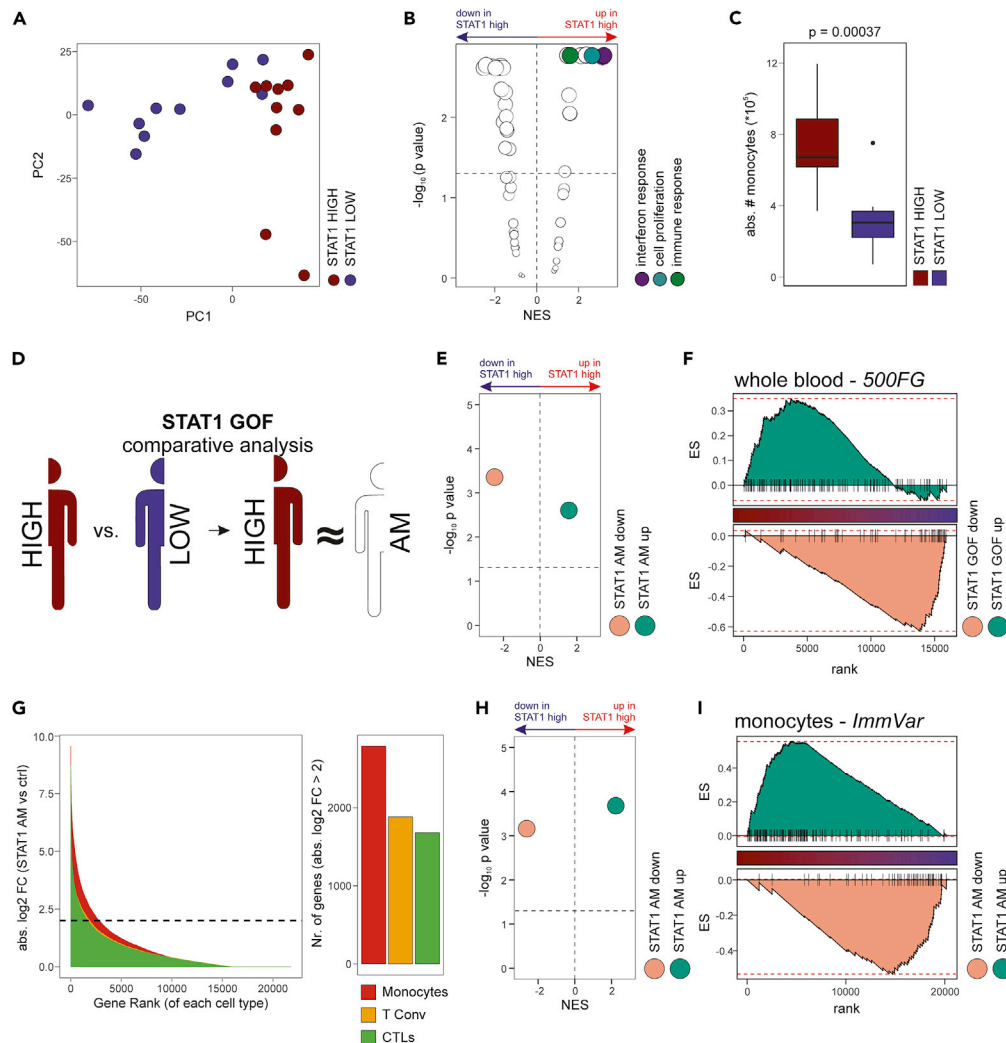 A
25
0
-25
-50
PC2
-50
0
PC1
STAT1 HIGH
STAT1 LOW
B
down in
STAT1 high
up in
STAT1 high
2
1
2
0
-log10 (p value)
-2
0
2
NES
interferon response
cell proliferation
immune response
C
p = 0.00037
12
8
4
0
abs. # monocytes (*10⁵)
STAT1 HIGH
STAT1 LOW
D
STAT1 GOF
comparative analysis
HIGH
vs.
LOW
HIGH
≈
AM
E
down in
STAT1 high
up in
STAT1 high
5
4
3
2
1
0
-log10 p value
-2
0
2
NES
STAT1 AM down
STAT1 AM up
F
whole blood - 500FG
0.3
0.2
0.1
0.0
ES
0.0
-0.2
-0.4
-0.6
ES
0
5000
10000
15000
rank
STAT1 GOF down
STAT1 GOF up
G
10.0
7.5
5.0
2.5
0.0
abs. log2 FC (STAT1 AM vs ctrl)
0
5000
10000
20000
Gene Rank (of each cell type)
2000
1000
0
Nr. of genes (abs. log2 FC > 2)
Monocytes
T Conv
CTLs
H
down in
STAT1 high
up in
STAT1 high
5
4
3
2
1
0
-log10 p value
-2
0
2
NES
STAT1 AM down
STAT1 AM up
I
monocytes - ImmVar
0.4
0.2
0.0
ES
0.0
-0.2
-0.4
ES
0
10000
20000
rank
STAT1 AM down
STAT1 AM up